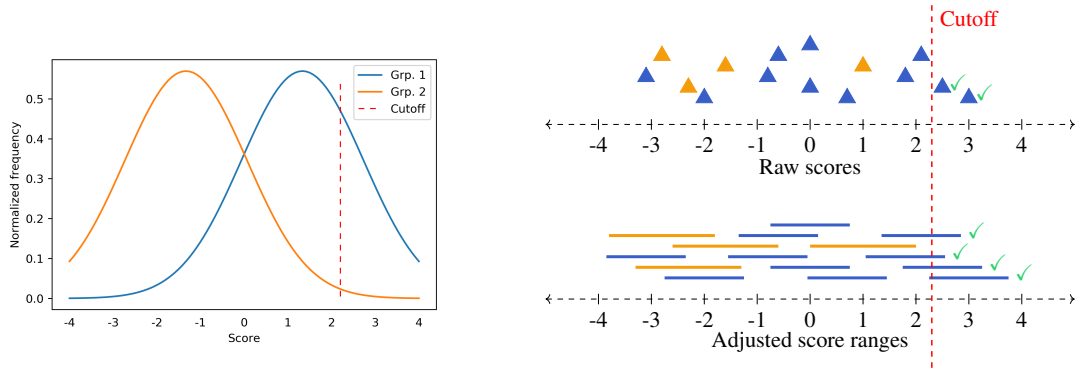 Grp. 1
Grp. 2
Cutoff
0.5
0.4
0.3
0.2
0.1
0.0
Normalized frequency
-4 -3 -2 -1 0 1 2 3 4
Score
Cutoff
-4 -3 -2 -1 0 1 2 3 4
Raw scores
-4 -3 -2 -1 0 1 2 3 4
Adjusted score ranges